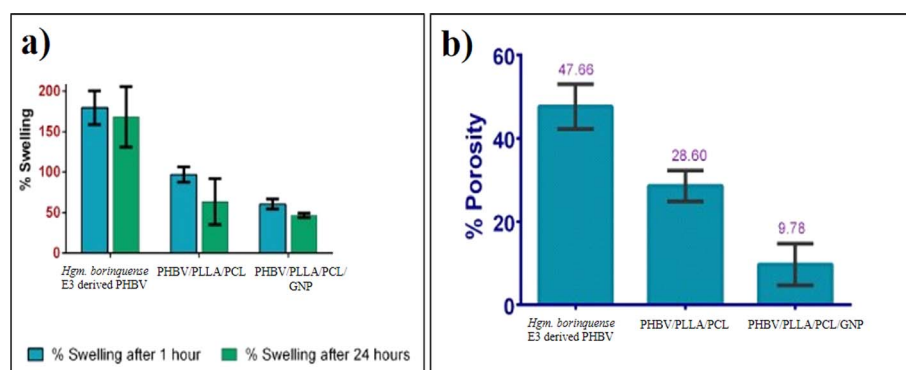 a)
% Swelling
200
150
100
50
0
Hgm. borinquense
E3 derived PHBV
PHBV/PLLA/PCL
PHBV/PLLA/PCL/
GNP
% Swelling after 1 hour
% Swelling after 24 hours
b)
% Porosity
60
40
20
0
47.66
28.60
9.78
Hgm. borinquense
E3 derived PHBV
PHBV/PLLA/PCL
PHBV/PLLA/PCL/GNP